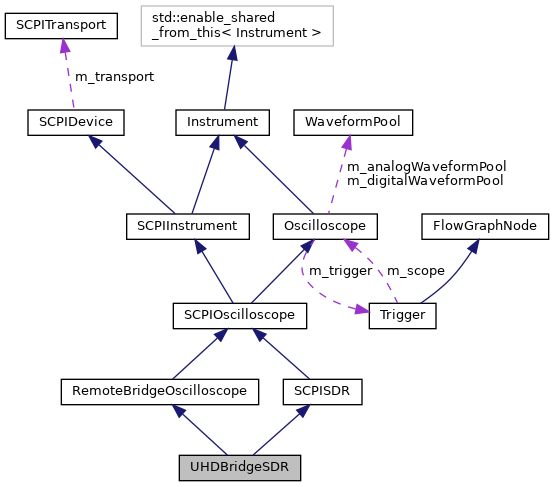 SCPITransport
std::enable_shared
_from_this< Instrument >
m_transport
SCPIDevice
Instrument
WaveformPool
m_analogWaveformPool
m_digitalWaveformPool
SCPIInstrument
Oscilloscope
FlowGraphNode
m_trigger
m_scope
SCPIOscilloscope
Trigger
RemoteBridgeOscilloscope
SCPISDR
UHDBridgeSDR